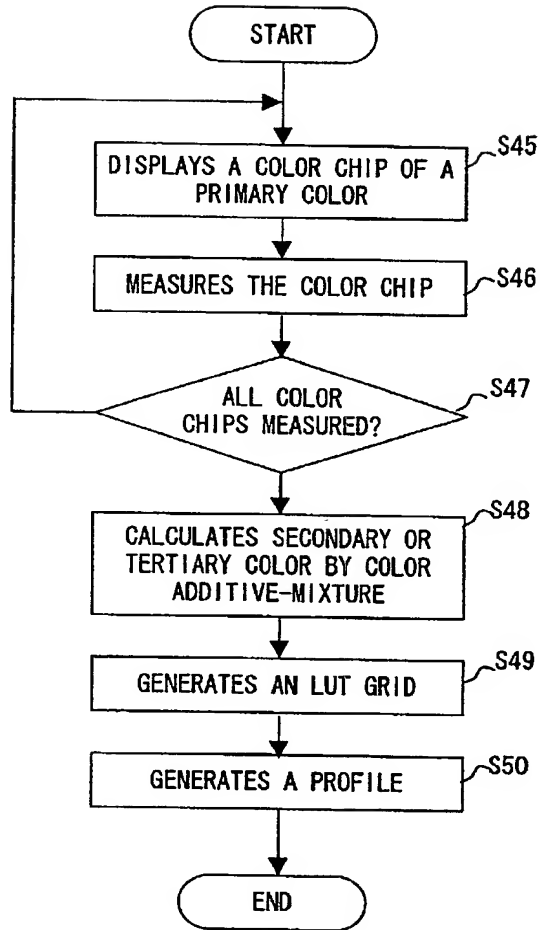 START
S45
DISPLAYS A COLOR CHIP OF A
PRIMARY COLOR
S46
MEASURES THE COLOR CHIP
S47
ALL COLOR
CHIPS MEASURED?
S48
CALCULATES SECONDARY OR
TERTIARY COLOR BY COLOR
ADDITIVE-MIXTURE
S49
GENERATES AN LUT GRID
S50
GENERATES A PROFILE
END